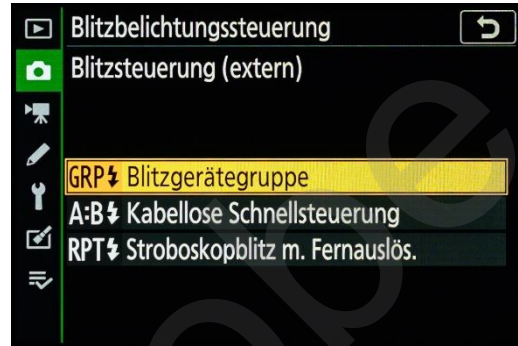 Blitzbelichtungssteuerung
Blitzsteuerung (extern)
GRP Blitzgerätegruppe
A:B Kabellose Schnellsteuerung
RPT Stroboskopblitz m. Fernauslös.